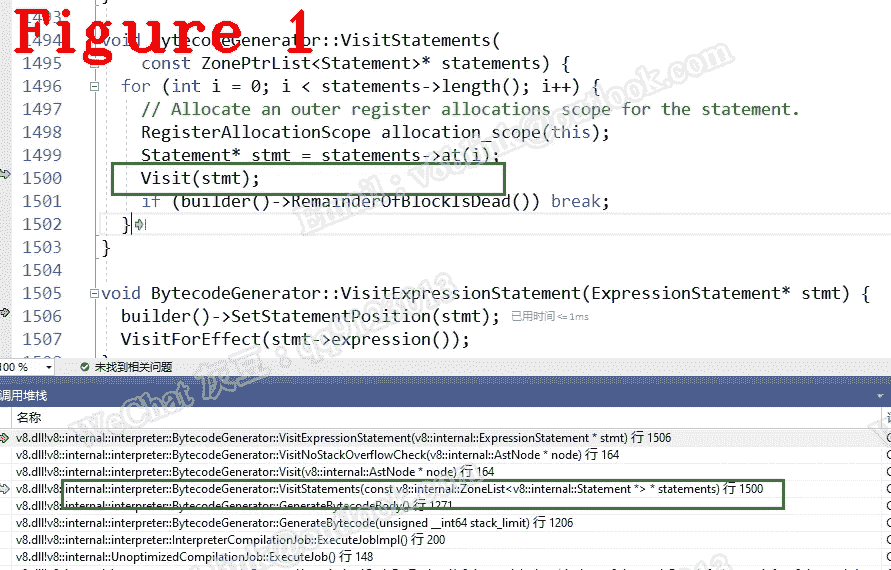 Figure 1
1493
1494 void BytecodeGenerator::VisitStatements(
1495 const ZonePtrList<Statement>* statements) {
1496 for (int i = 0; i < statements->length(); i++) {
1497 // Allocate an outer register allocations scope for the statement.
1498 RegisterAllocationScope allocation_scope(this);
1499 Statement* stmt = statements->at(i);
1500 Visit(stmt);
1501 if (builder()->RemainderOfBlockIsDead()) break;
1502 }
1503 }
1504
1505 void BytecodeGenerator::VisitExpressionStatement(ExpressionStatement* stmt) {
1506 builder()->SetStatementPosition(stmt); 已用时间<=1ms
1507 VisitForEffect(stmt->expression());
100 % 未找到相关问题
调用堆栈
名称
v8.dll!v8::internal::interpreter::BytecodeGenerator::VisitExpressionStatement(v8::internal::ExpressionStatement * stmt) 行 1506
v8.dll!v8::internal::interpreter::BytecodeGenerator::VisitNoStackOverflowCheck(v8::internal::AstNode * node) 行 164
v8.dll!v8::internal::interpreter::BytecodeGenerator::Visit(v8::internal::AstNode * node) 行 164
v8.dll!v8::internal::interpreter::BytecodeGenerator::VisitStatements(const v8::internal::ZoneList<v8::internal::Statement *> * statements) 行 1500
v8.dll!v8::internal::interpreter::BytecodeGenerator::GenerateBytecodeBody() 行 1271
v8.dll!v8::internal::interpreter::BytecodeGenerator::GenerateBytecode(unsigned __int64 stack_limit) 行 1206
v8.dll!v8::internal::interpreter::InterpreterCompilationJob::ExecuteJobImpl() 行 200
v8.dll!v8::internal::UnoptimizedCompilationJob::ExecuteJob() 行 148